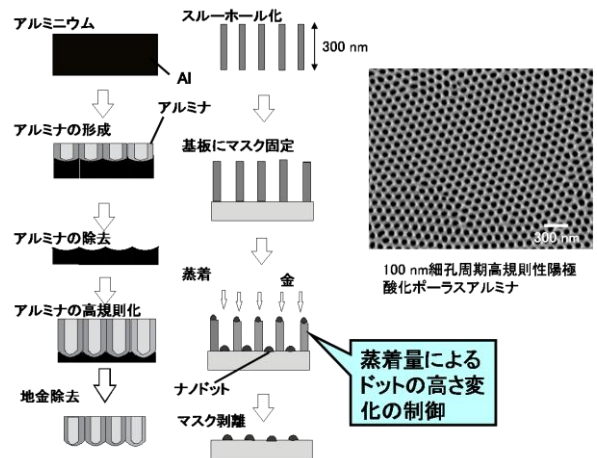 アルミニウム
Al
アルミナ
アルミナの形成
アルミナの除去
アルミナの高規則化
地金除去
スルーホール化
300 nm
基板にマスク固定
蒸着
金
ナノドット
マスク剥離
蒸着量による
ドットの高さ変
化の制御
300 nm
100 nm細孔周期高規則性陽極
酸化ポーラスアルミナ